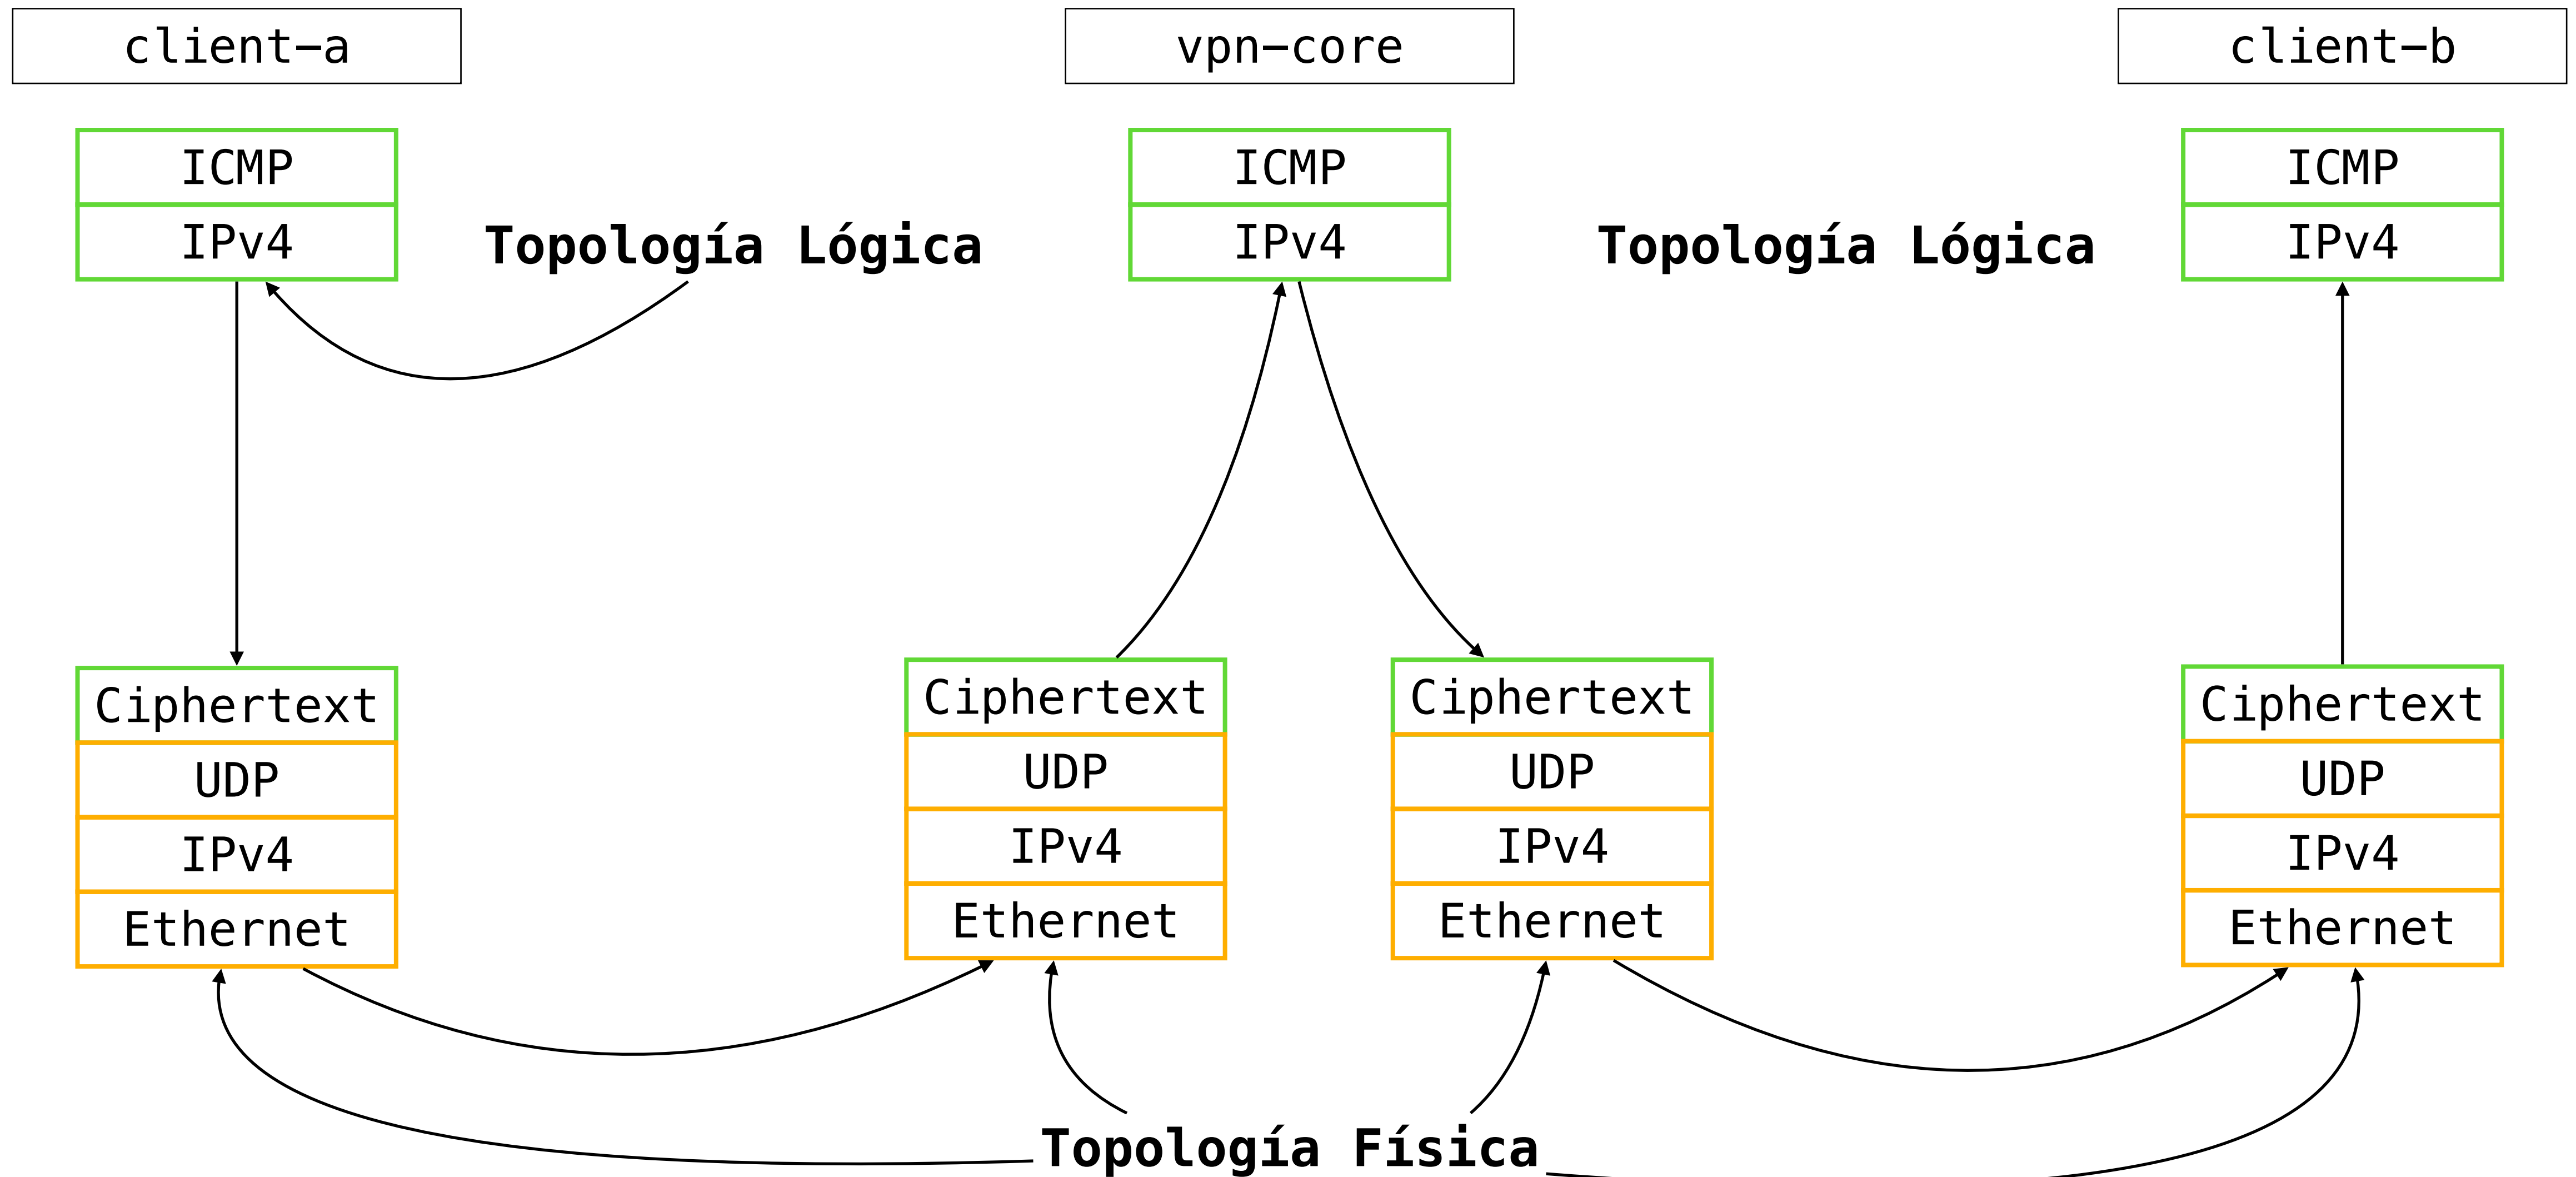 client-a
vpn-core
client-b
ICMP
ICMP
ICMP
IPv4
Topología Lógica
IPv4
Topología Lógica
IPv4
Ciphertext
Ciphertext
Ciphertext
Ciphertext
UDP
UDP
UDP
UDP
IPv4
IPv4
IPv4
IPv4
Ethernet
Ethernet
Ethernet
Ethernet
Topología Física